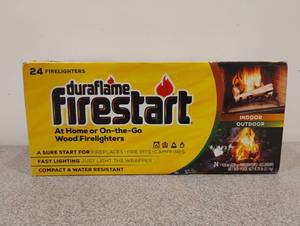 24 FIRELIGHTERS
duraflame
firestart
At Home or On-the-Go
Wood Firelighters
INDOOR
OUTDOOR
A SURE START FOR FIREPLACES • FIRE PITS • CAMPFIRES
FAST LIGHTING JUST LIGHT THE WRAPPER
COMPACT & WATER RESISTANT
24